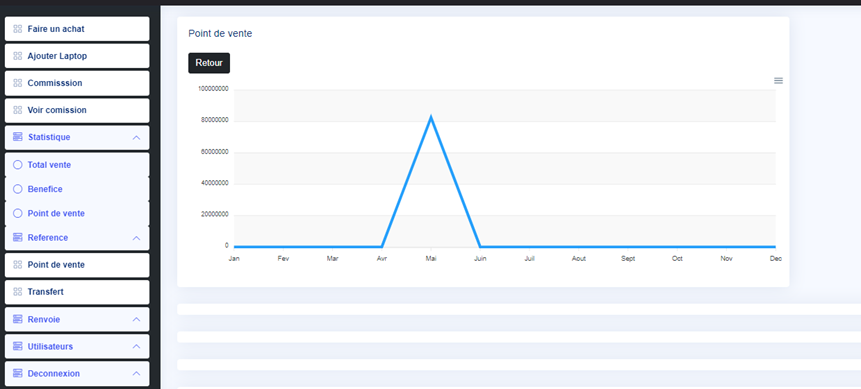 Faire un achat
Ajouter Laptop
Commisssion
Voir comission
Statistique
Total vente
Benefice
Point de vente
Reference
Point de vente
Transfert
Renvoie
Utilisateurs
Deconnexion
Point de vente
Retour
100000000
80000000
60000000
40000000
20000000
0
Jan Fev Mar Avr Mai Juin Juil Aout Sept Oct Nov Dec